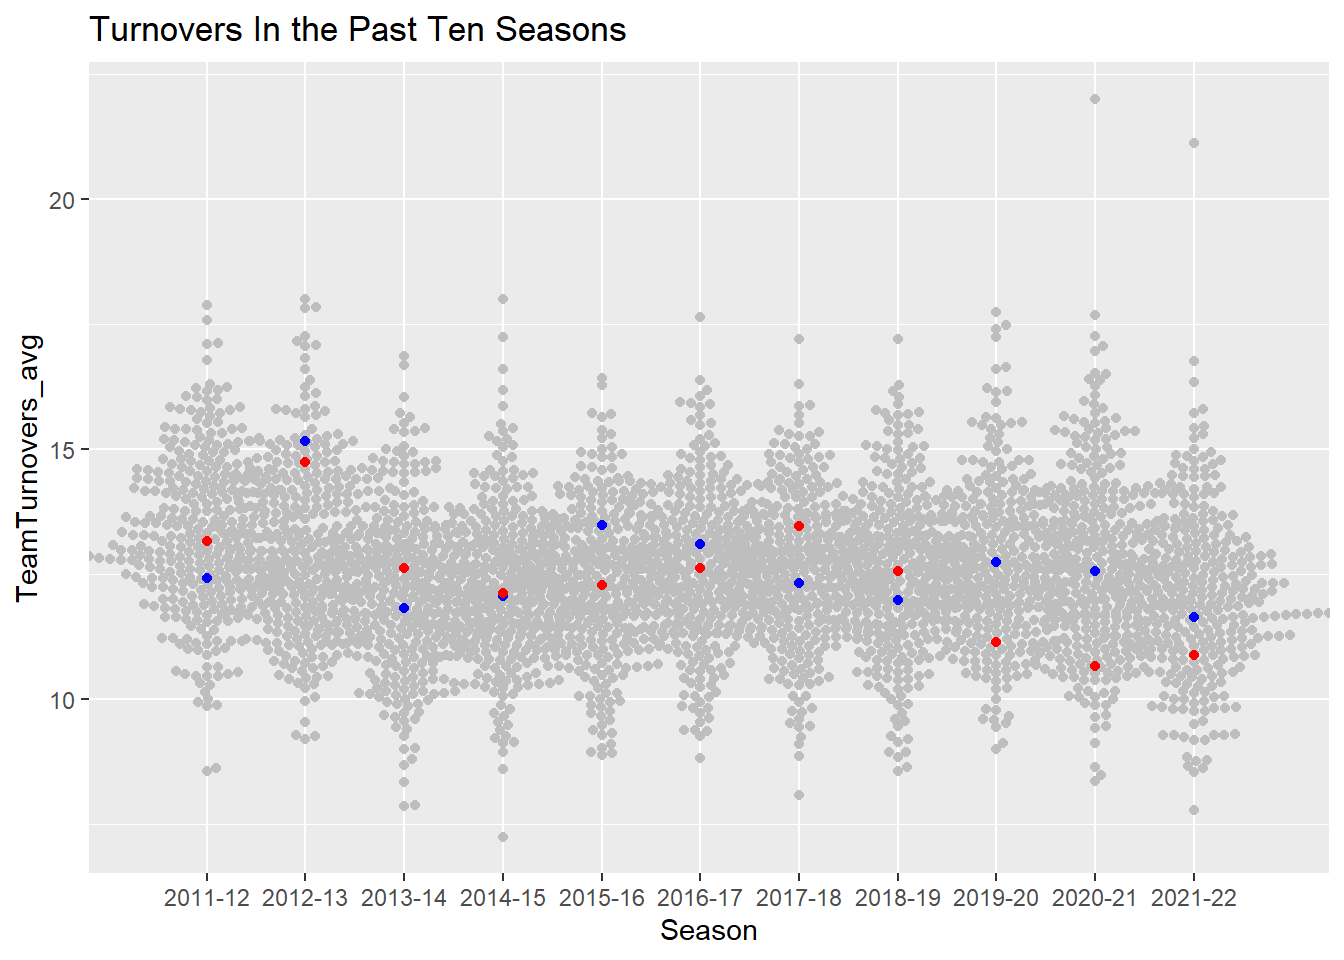 Turnovers In the Past Ten Seasons
TeamTurnovers_avg
20
15
10
2011-12 2012-13 2013-14 2014-15 2015-16 2016-17 2017-18 2018-19 2019-20 2020-21 2021-22
Season